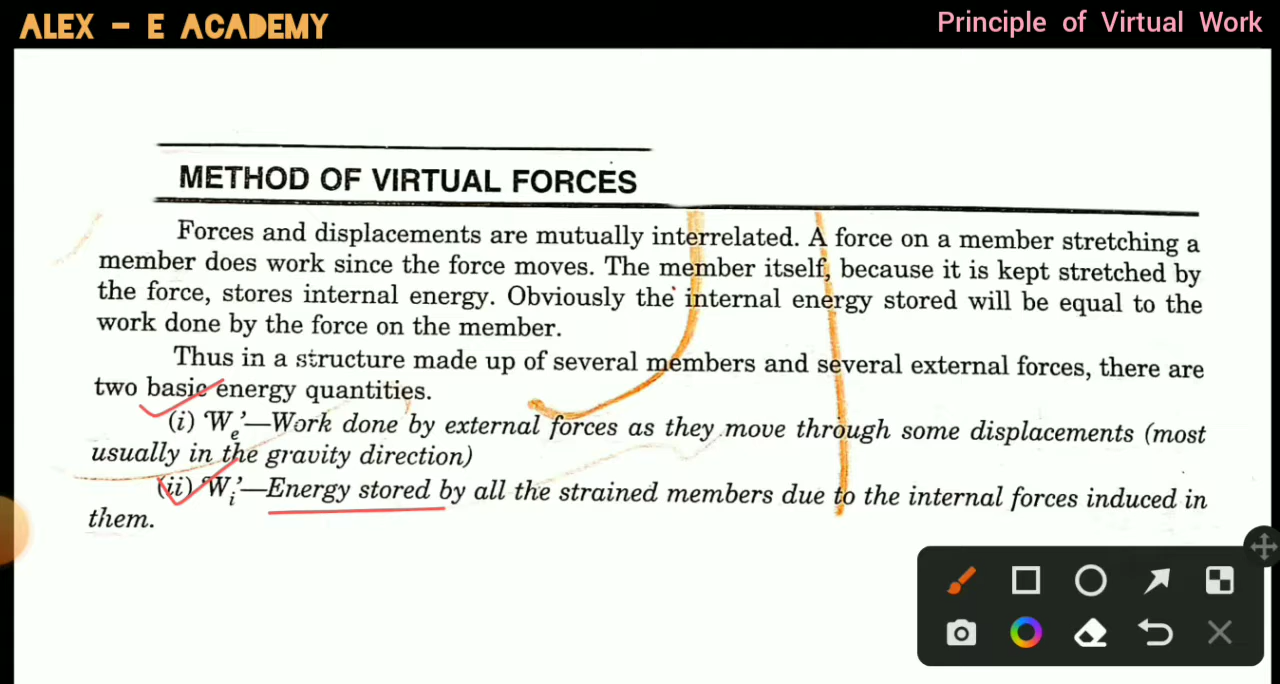 ALEX - E ACADEMY
Principle of Virtual Work
METHOD OF VIRTUAL FORCES
Forces and displacements are mutually interrelated. A force on a member stretching a
member does work since the force moves. The member itself, because it is kept stretched by
the force, stores internal energy. Obviously the internal energy stored will be equal to the
work done by the force on the member.
Thus in a structure made up of several members and several external forces, there are
two basic energy quantities.
(i) 'We'—Work done by external forces as they move through some displacements (most
usually in the gravity direction)
(ii) 'Wi'—Energy stored by all the strained members due to the internal forces induced in
them.